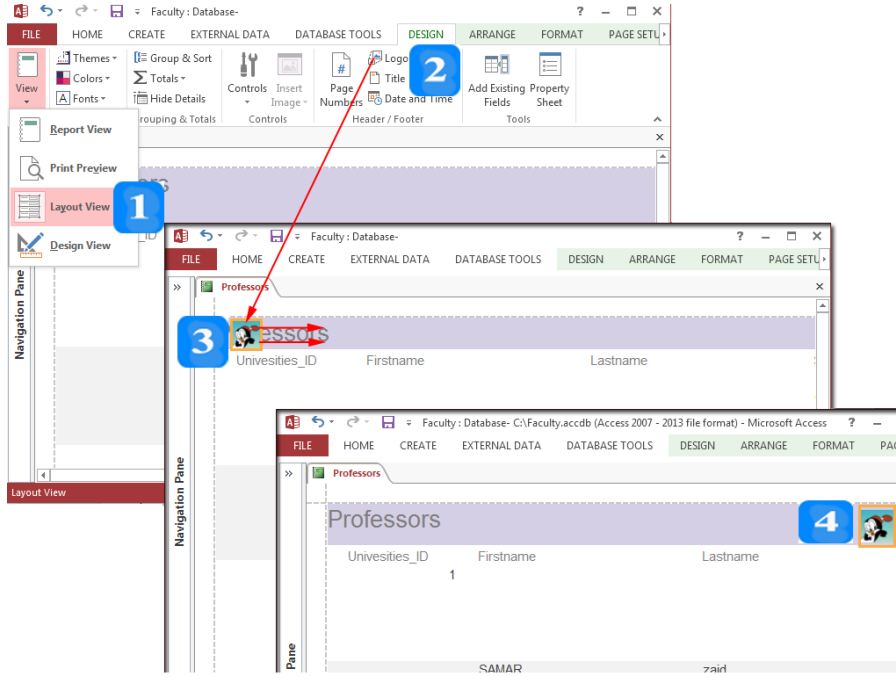 Faculty : Database-
FILE HOME CREATE EXTERNAL DATA DATABASE TOOLS DESIGN ARRANGE FORMAT PAGE SETU
View
Themes
Colors
Fonts
Group & Sort
Totals
Hide Details
rouping & Totals
Controls
Insert Image
Controls
Page Numbers
Logo
Title
Date and Time
Header / Footer
Add Existing Fields
Property Sheet
Tools
2
Report View
Print Preview
Layout View
Design View
1
Navigation Pane
Layout View
Faculty : Database-
FILE HOME CREATE EXTERNAL DATA DATABASE TOOLS DESIGN ARRANGE FORMAT PAGE SETU
Professors
3
essors
Univesities_ID Firstname Lastname
Navigation Pane
Faculty : Database- C:\Faculty.accdb (Access 2007 - 2013 file format) - Microsoft Access
FILE HOME CREATE EXTERNAL DATA DATABASE TOOLS DESIGN ARRANGE FORMAT PAG
Professors
Professors
4
Univesities_ID Firstname Lastname
1
Pane
SAMAR zaid